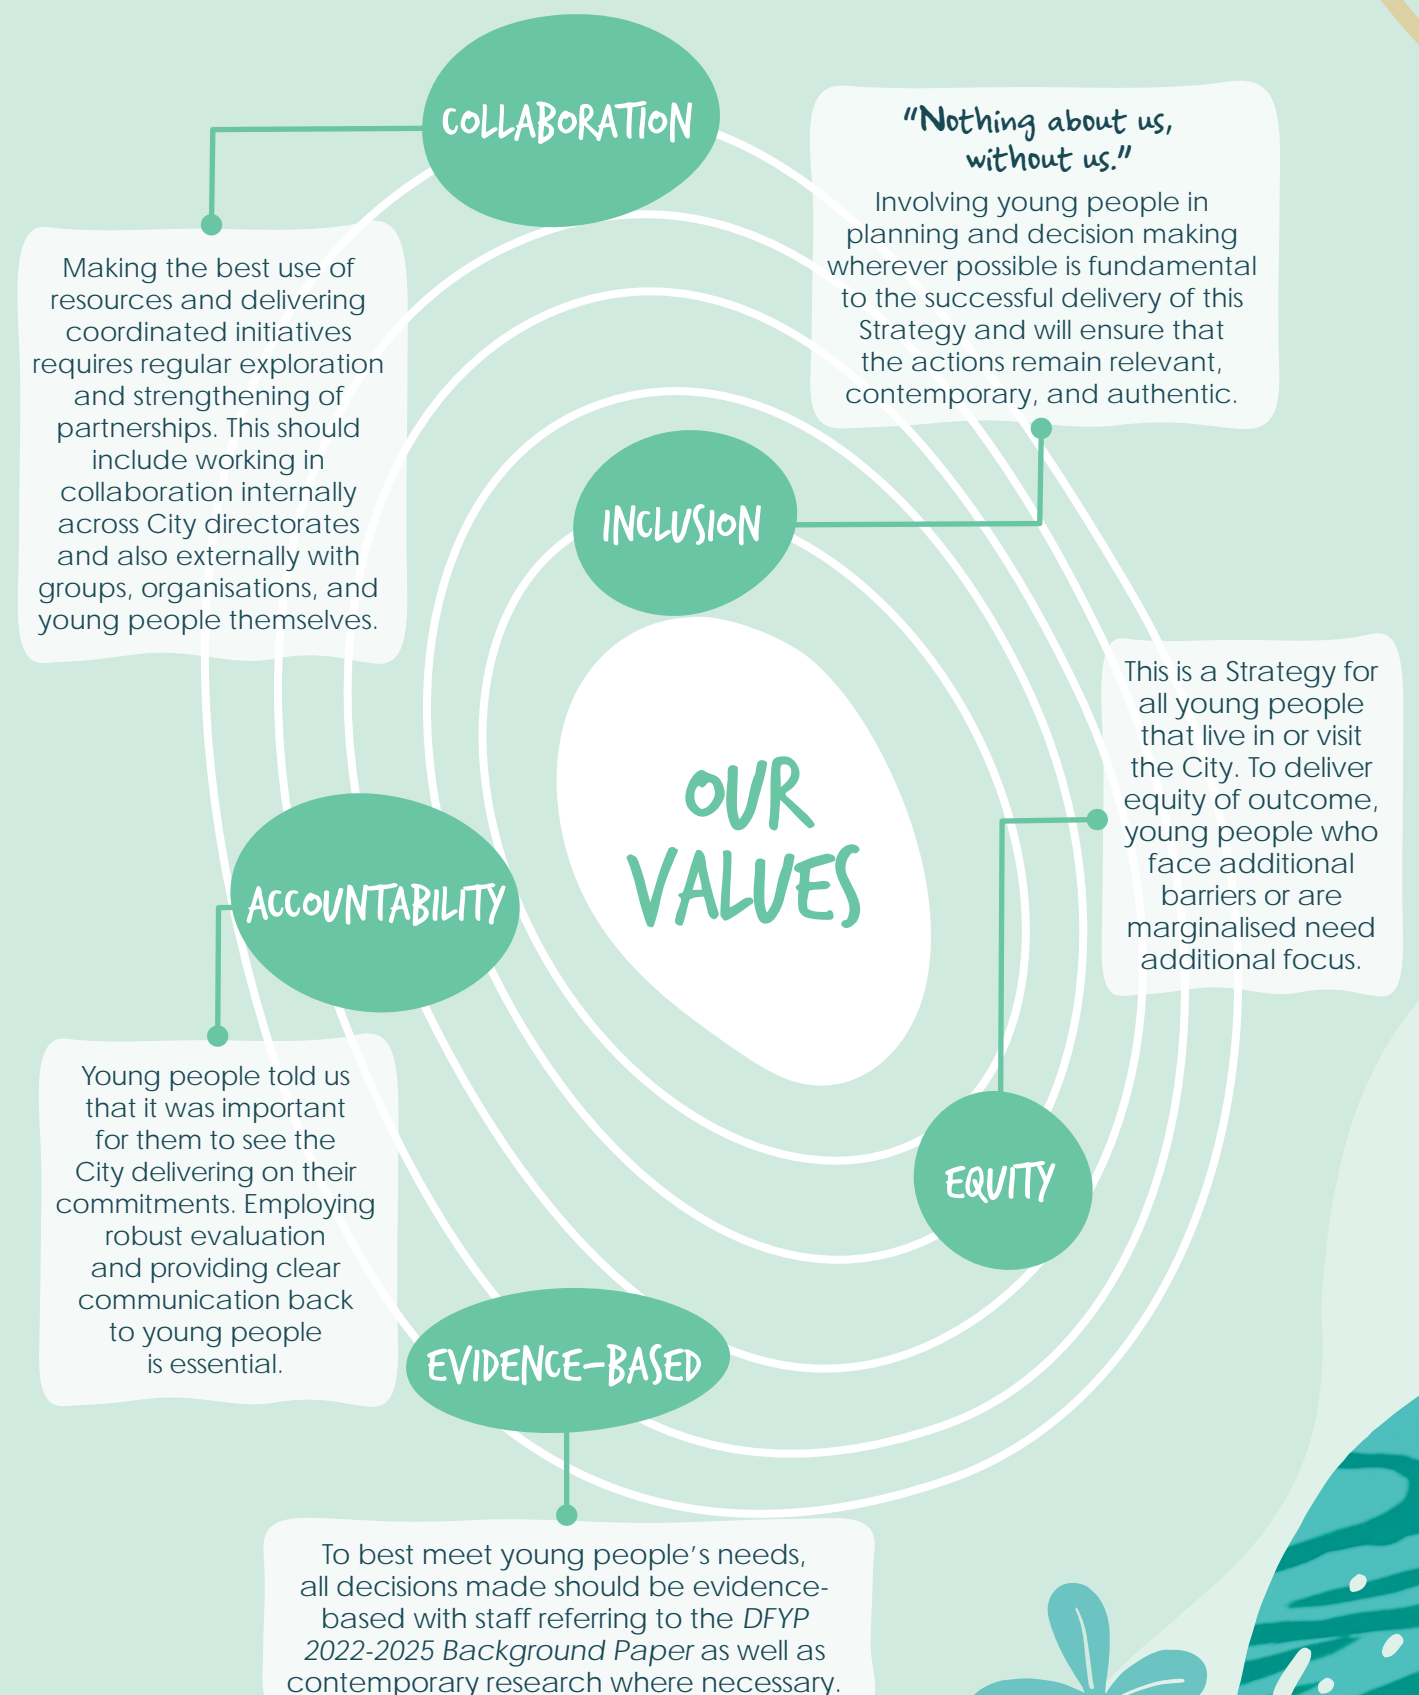 COLLABORATION
Making the best use of
resources and delivering
coordinated initiatives
requires regular exploration
and strengthening of
partnerships. This should
include working in
collaboration internally
across City directorates
and also externally with
groups, organisations, and
young people themselves.
"Nothing about us,
without us."
Involving young people in
planning and decision making
wherever possible is fundamental
to the successful delivery of this
Strategy and will ensure that
the actions remain relevant,
contemporary, and authentic.
INCLUSION
This is a Strategy for
all young people
that live in or visit
the City. To deliver
equity of outcome,
young people who
face additional
barriers or are
marginalised need
additional focus.
OUR
VALUES
ACCOUNTABILITY
Young people told us
that it was important
for them to see the
City delivering on their
commitments. Employing
robust evaluation
and providing clear
communication back
to young people
is essential.
EQUITY
EVIDENCE-BASED
To best meet young people's needs,
all decisions made should be evidence-
based with staff referring to the DFYP
2022-2025 Background Paper as well as
contemporary research where necessary.